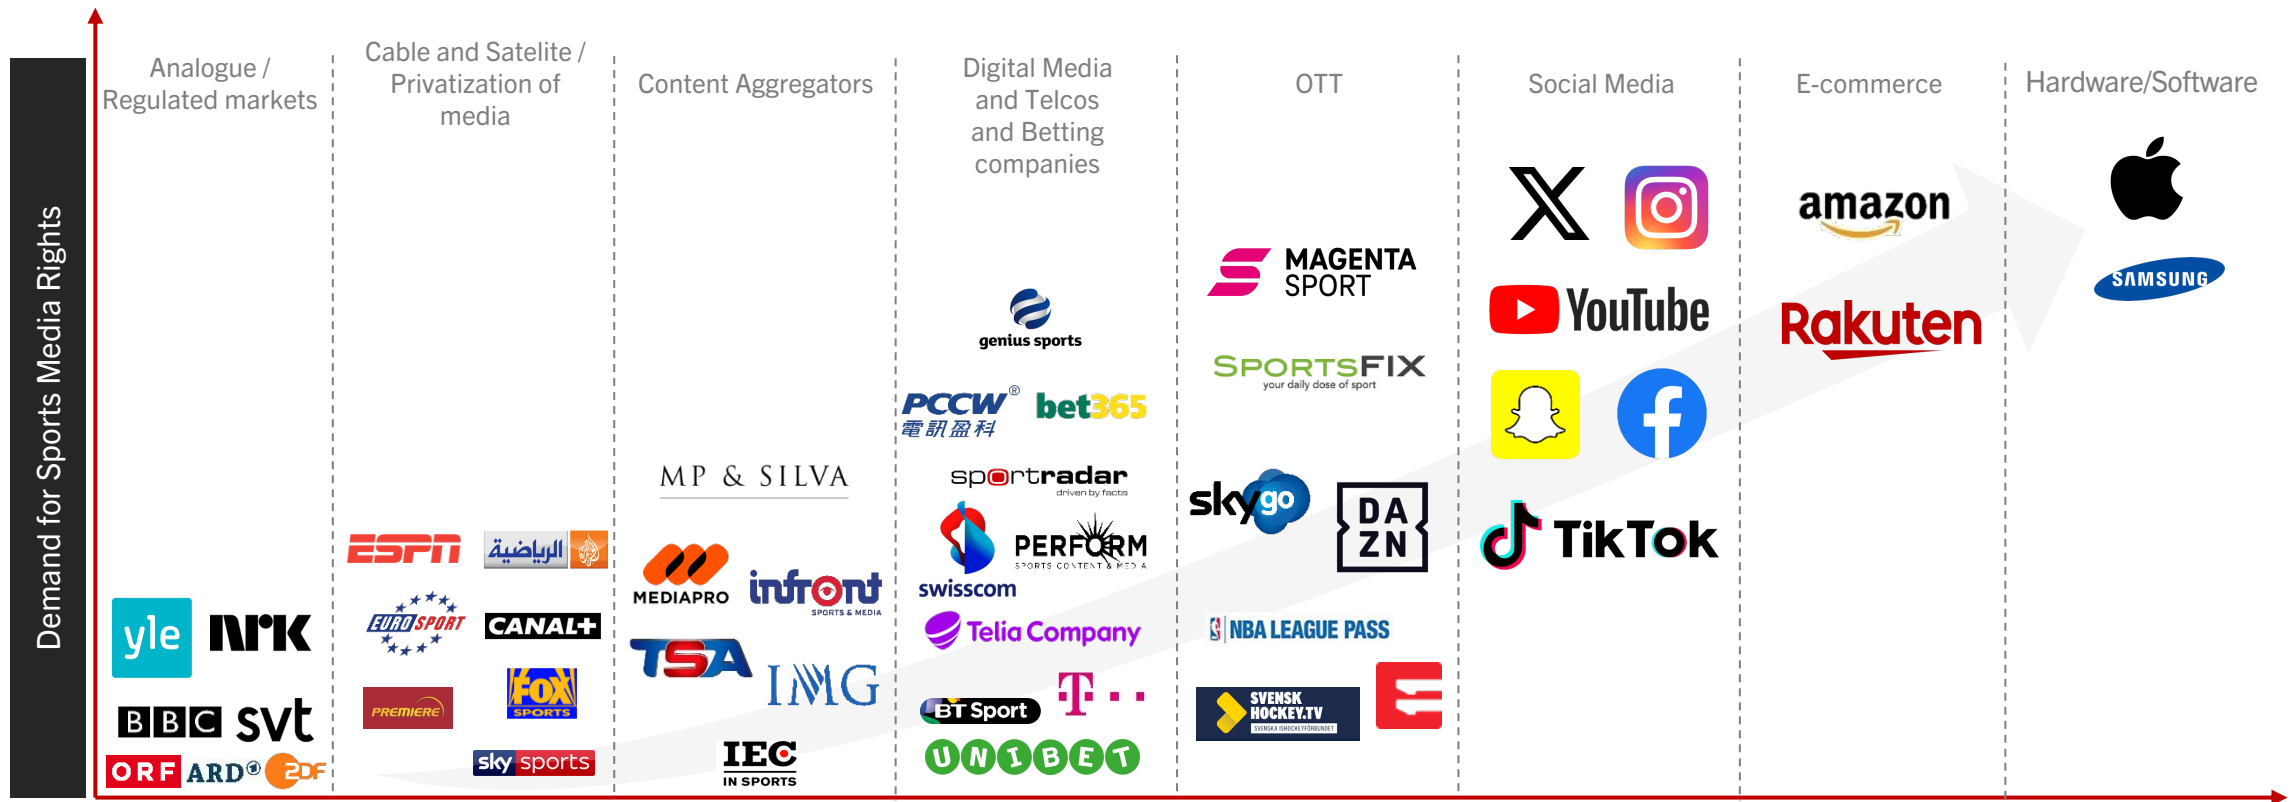 Demand for Sports Media Rights
Analogue /
Regulated markets
yle
nrk
BBC
svt
ORF
ARD
ZDF
Cable and Satelite /
Privatization of
media
ESPN
الرياضية
EUROSPORT
CANAL+
PREMIERE
FOX
SPORTS
sky sports
Content Aggregators
MP & SILVA
MEDIAPRO
infront
SPORTS & MEDIA
TSA
IMG
IEC
IN SPORTS
Digital Media
and Telcos
and Betting
companies
genius sports
PCCW®
電訊盈科
bet365
sportradar
driven by facts
swisscom
PERFORM
SPORTS CONTENT & MEDIA
Telia Company
BT Sport
T··
UNIBET
OTT
MAGENTA
SPORT
SPORTSFIX
your daily dose of sport
sky go
DA
ZN
NBA LEAGUE PASS
SVENSK
HOCKEY.TV
SVENSKA ISHOCKEYFÖRBUNDET
Social Media
X
YouTube
f
TikTok
E-commerce
amazon
Rakuten
Hardware/Software
SAMSUNG